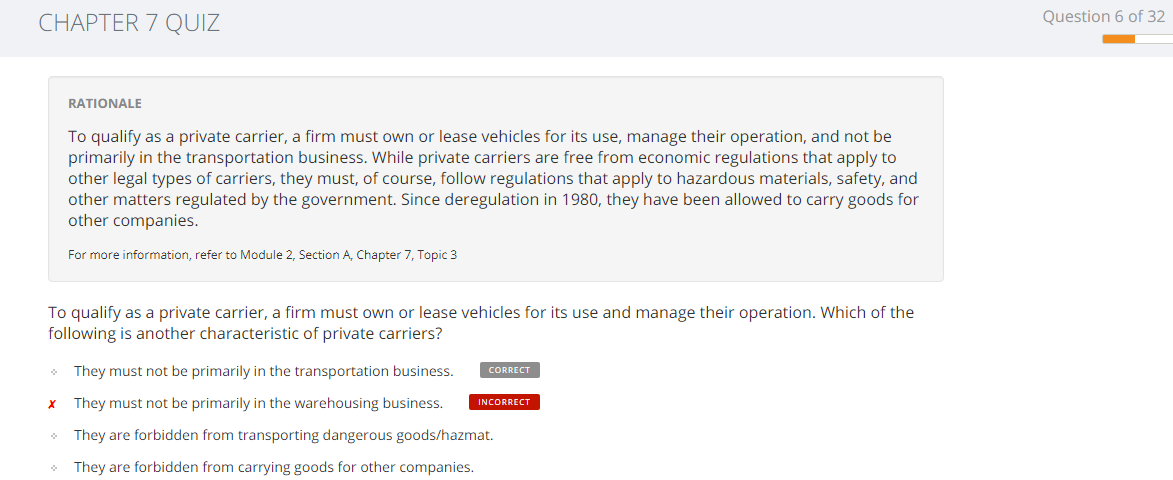 CHAPTER 7 QUIZ
Question 6 of 32
RATIONALE
To qualify as a private carrier, a firm must own or lease vehicles for its use, manage their operation, and not be
primarily in the transportation business. While private carriers are free from economic regulations that apply to
other legal types of carriers, they must, of course, follow regulations that apply to hazardous materials, safety, and
other matters regulated by the government. Since deregulation in 1980, they have been allowed to carry goods for
other companies.
For more information, refer to Module 2, Section A, Chapter 7, Topic 3
To qualify as a private carrier, a firm must own or lease vehicles for its use and manage their operation. Which of the
following is another characteristic of private carriers?
They must not be primarily in the transportation business. CORRECT
✗ They must not be primarily in the warehousing business. INCORRECT
They are forbidden from transporting dangerous goods/hazmat.
They are forbidden from carrying goods for other companies.